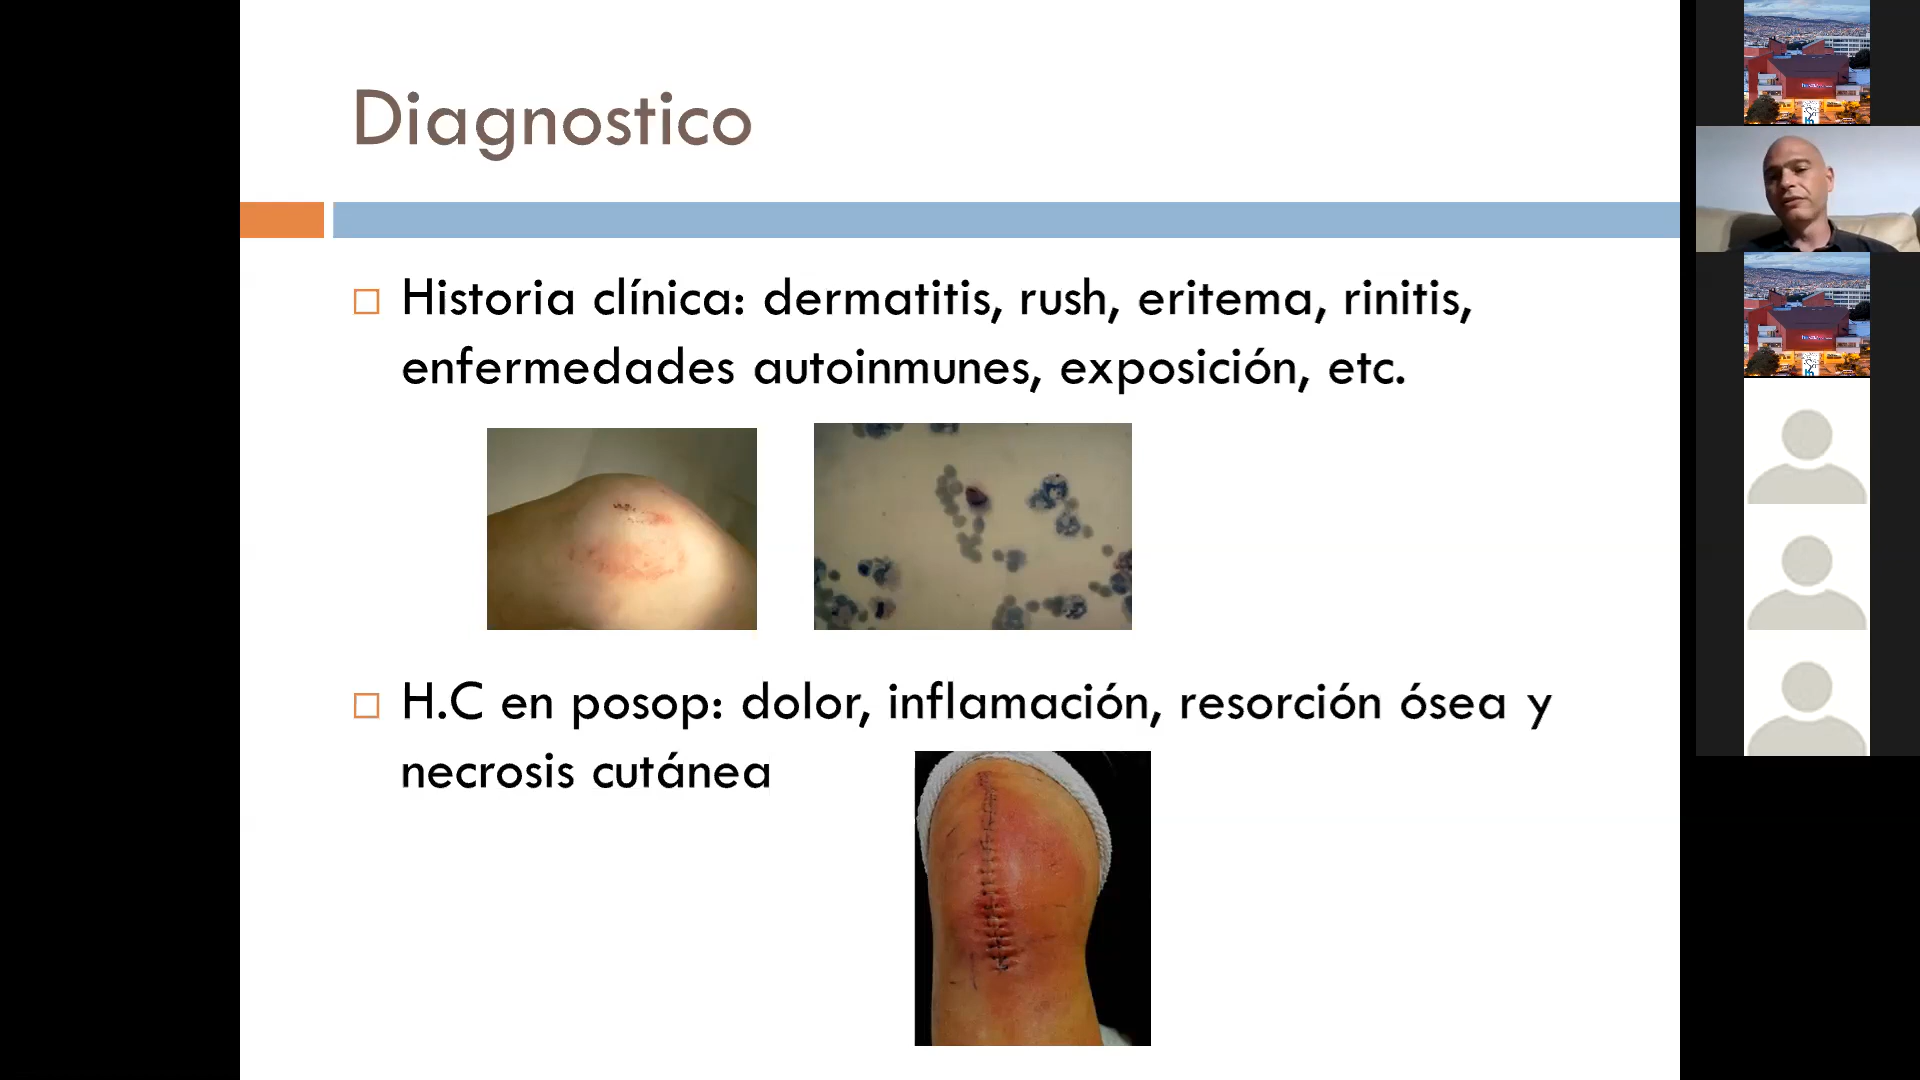 Diagnostico
Historia clínica: dermatitis, rush, eritema, rinitis,
enfermedades autoinmunes, exposición, etc.
H.C en posop: dolor, inflamación, resorción ósea y
necrosis cutánea